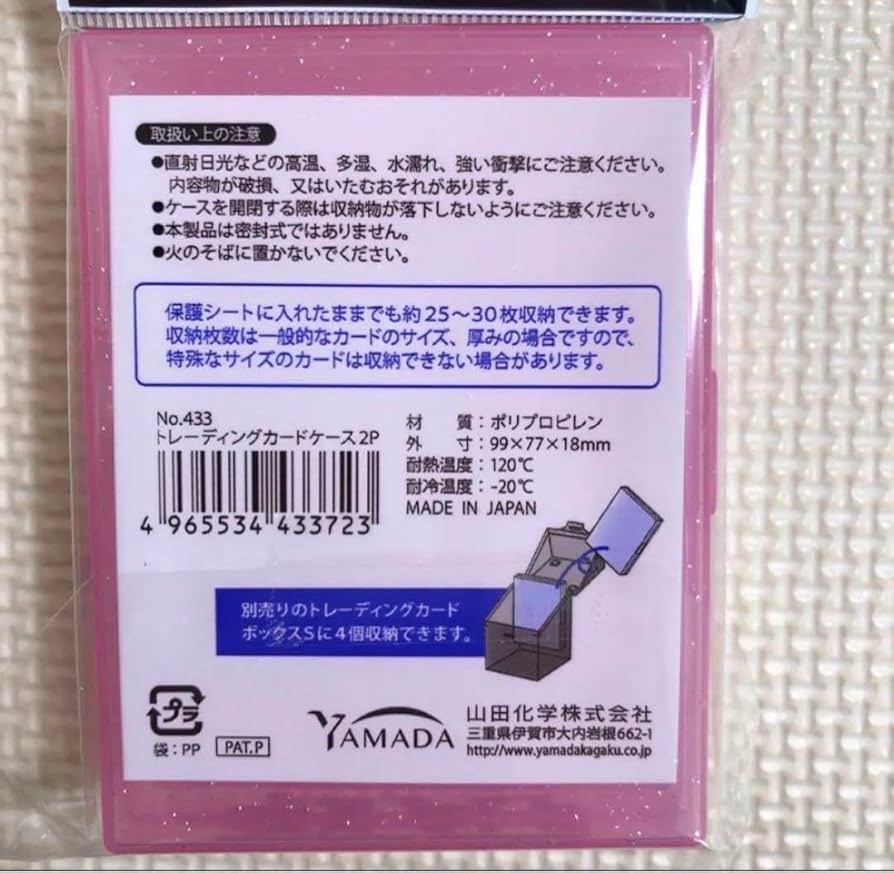 取扱い上の注意
●直射日光などの高温、多湿、水濡れ、強い衝撃にご注意ください。
内容物が破損、又はいたむおそれがあります。
●ケースを開閉する際は収納物が落下しないようにご注意ください。
●本製品は密封式ではありません。
●火のそばに置かないでください。
保護シートに入れたままでも約25〜30枚収納できます。
収納枚数は一般的なカードのサイズ、厚みの場合ですので、
特殊なサイズのカードは収納できない場合があります。
No.433
トレーディングカードケース2P
4 965534 433723
材 質：ポリプロピレン
外 寸：99×77×18mm
耐熱温度：120℃
耐冷温度：-20℃
MADE IN JAPAN
別売りのトレーディングカード
ボックスSに4個収納できます。
プラ
袋：PP
PAT.P
YAMADA
山田化学株式会社
三重県伊賀市大内岩根662-1
http://www.yamadakagaku.co.jp